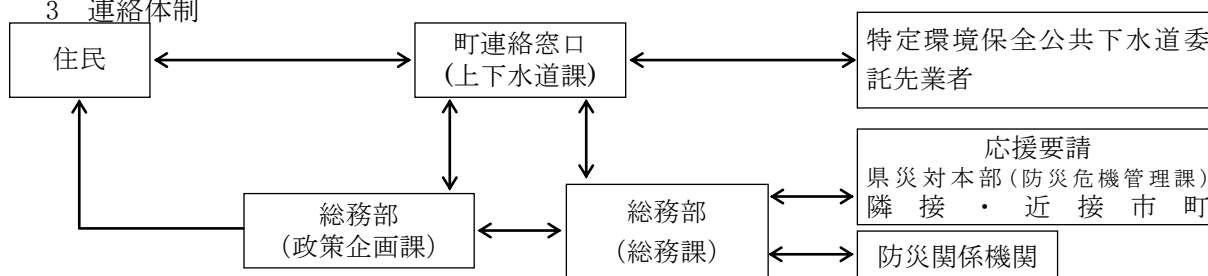 3 連絡体制
住民
町連絡窓口
(上下水道課)
特定環境保全公共下水道委
託先業者
応援要請
県災対本部(防災危機管理課)
隣接・近接市町
総務部
(政策企画課)
総務部
(総務課)
防災関係機関